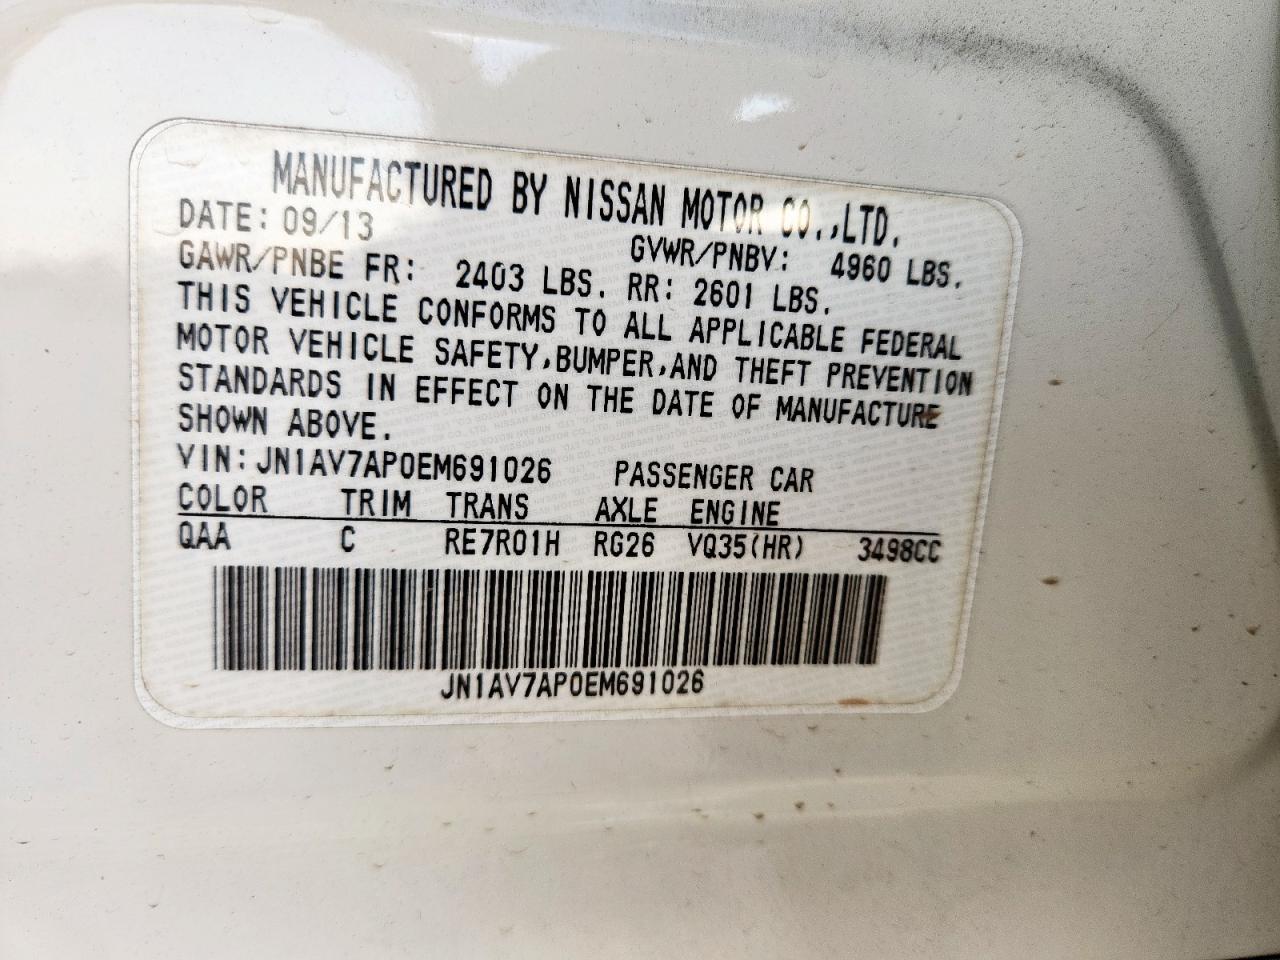 MANUFACTURED BY NISSAN MOTOR CO.,LTD.
DATE: 09/13 GVWR/PNBV: 4960 LBS.
GAWR/PNBE FR: 2403 LBS. RR: 2601 LBS.
THIS VEHICLE CONFORMS TO ALL APPLICABLE FEDERAL
MOTOR VEHICLE SAFETY,BUMPER,AND THEFT PREVENTION
STANDARDS IN EFFECT ON THE DATE OF MANUFACTURE
SHOWN ABOVE.
VIN: JN1AV7AP0EM691026 PASSENGER CAR
COLOR TRIM TRANS AXLE ENGINE
QAA C RE7R01H RG26 VQ35(HR) 3498CC
JN1AV7AP0EM691026